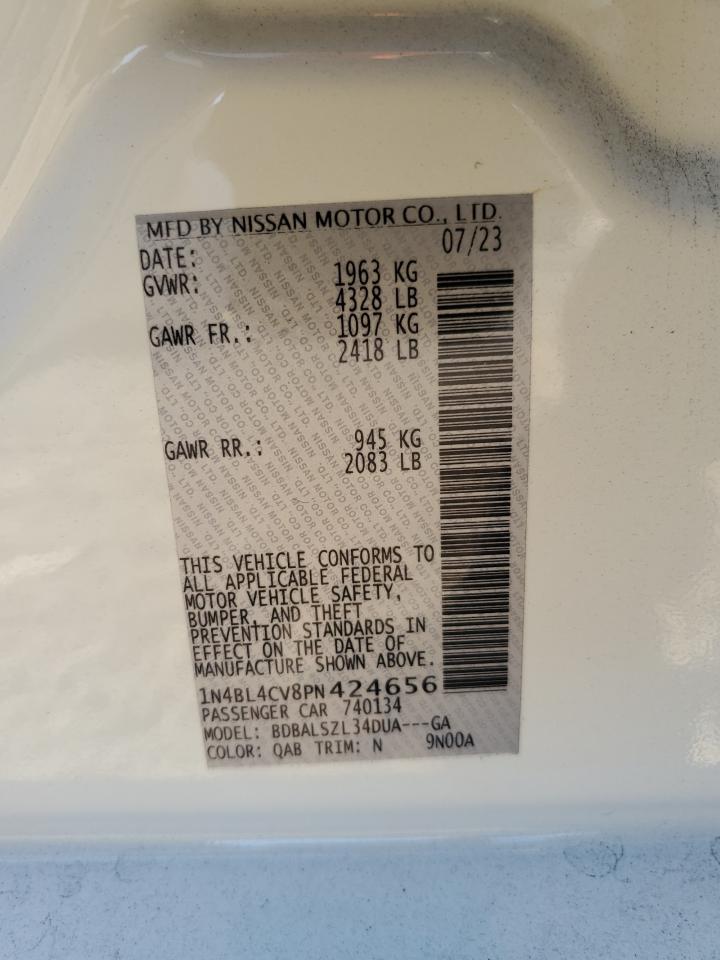 MFD BY NISSAN MOTOR CO., LTD.
DATE: 07/23
GVWR: 1963 KG
4328 LB
GAWR FR.: 1097 KG
2418 LB
GAWR RR.: 945 KG
2083 LB
THIS VEHICLE CONFORMS TO
ALL APPLICABLE FEDERAL
MOTOR VEHICLE SAFETY,
BUMPER, AND THEFT
PREVENTION STANDARDS IN
EFFECT ON THE DATE OF
MANUFACTURE SHOWN ABOVE.
1N4BL4CV8PN424656
PASSENGER CAR 740134
MODEL: BDBALSZL34DUA---GA
COLOR: QAB TRIM: N 9N00A